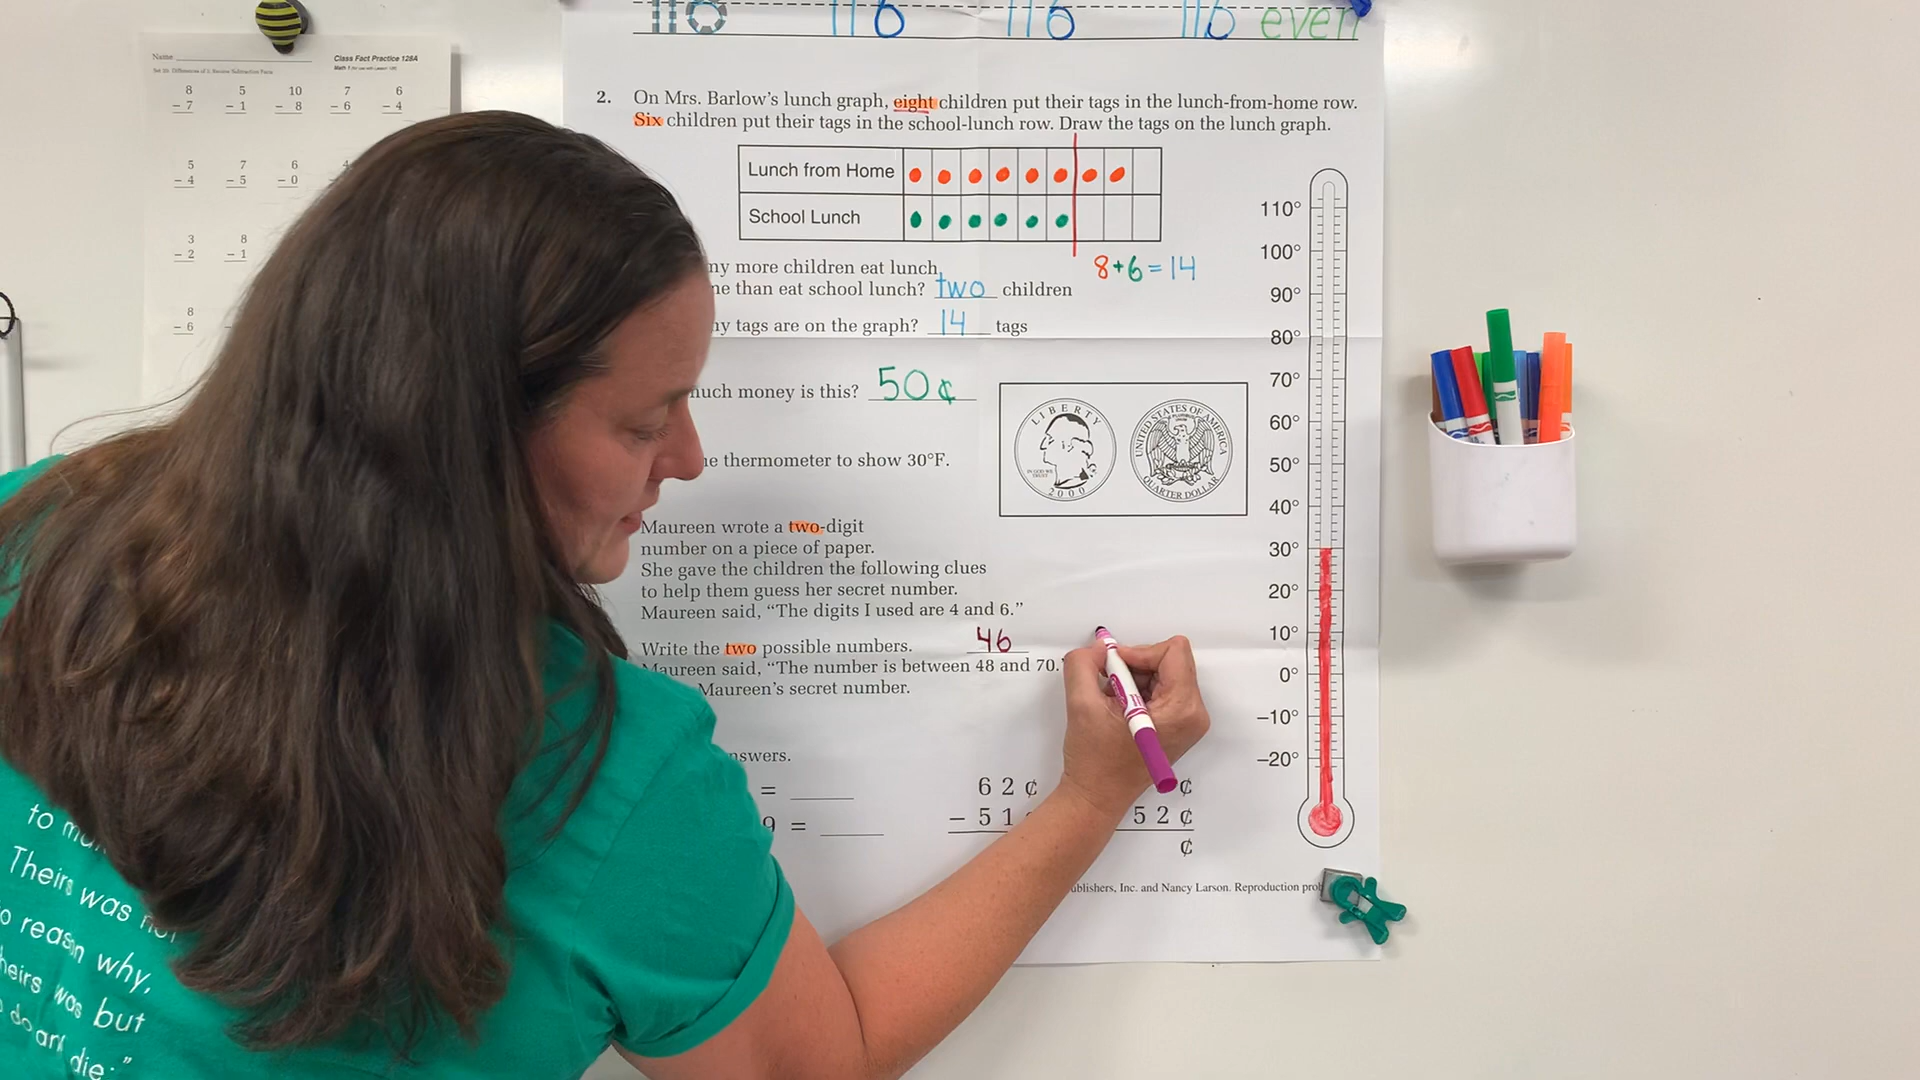 116 116 116 116 even
Name
Class Fact Practice 128A
8 5 10 7 6
- 7 - 1 - 8 - 6 - 4
5 7 6 4
- 4 - 5 - 0
3 8
- 2 - 1
8
- 6
2. On Mrs. Barlow's lunch graph, eight children put their tags in the lunch-from-home row.
Six children put their tags in the school-lunch row. Draw the tags on the lunch graph.
Lunch from Home
School Lunch
more children eat lunch
than eat school lunch? two children
8+6=14
tags are on the graph? 14 tags
money is this? 50¢
LIBERTY
IN GOD WE TRUST
2000
UNITED STATES OF AMERICA
QUARTER DOLLAR
thermometer to show 30°F.
Maureen wrote a two-digit
number on a piece of paper.
She gave the children the following clues
to help them guess her secret number.
Maureen said, "The digits I used are 4 and 6."
Write the two possible numbers. 46
Maureen said, "The number is between 48 and 70."
Maureen's secret number.
= ____
9 = ____
6 2 ¢
- 5 1
¢
5 2 ¢
¢
110°
100°
90°
80°
70°
60°
50°
40°
30°
20°
10°
0°
-10°
-20°
Publishers, Inc. and Nancy Larson. Reproduction
to
Theirs was not
to reason why,
Theirs was but
to do and die:"